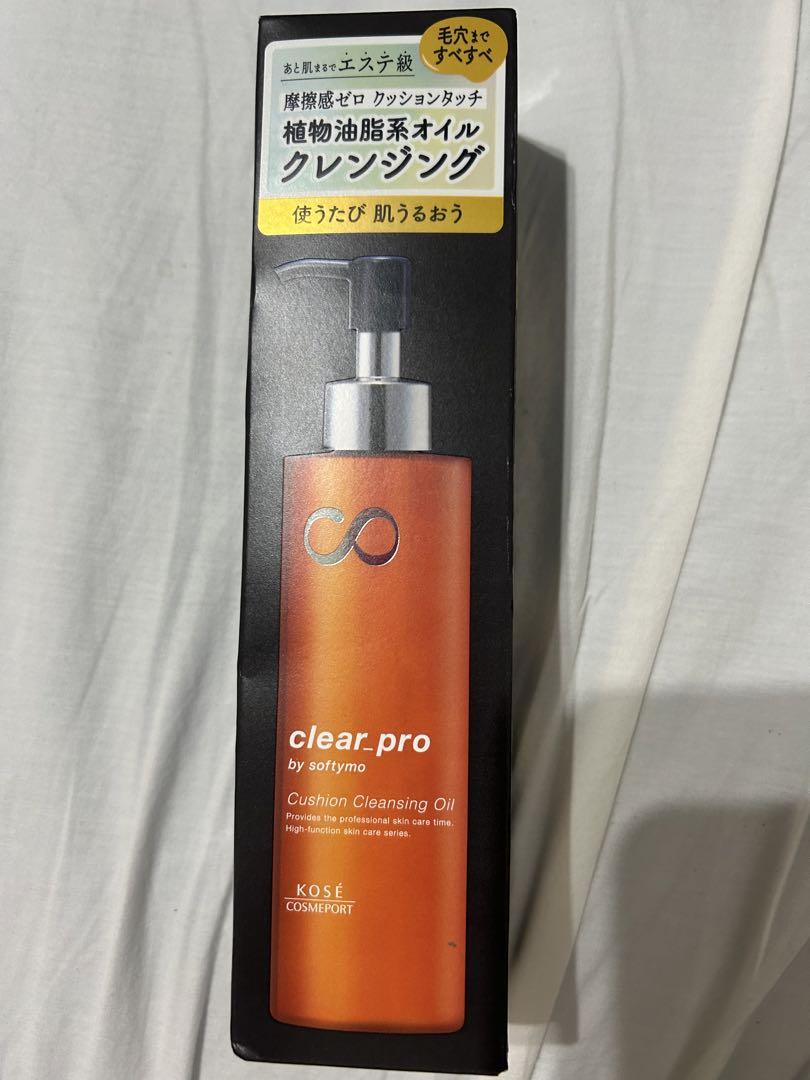 毛穴まで
すべすべ
あと肌まるでエステ級
摩擦感ゼロ クッションタッチ
植物油脂系オイル
クレンジング
使うたび 肌うるおう
clear_pro
by softymo
Cushion Cleansing Oil
Provides the professional skin care time.
High-function skin care series.
KOSÉ
COSMEPORT